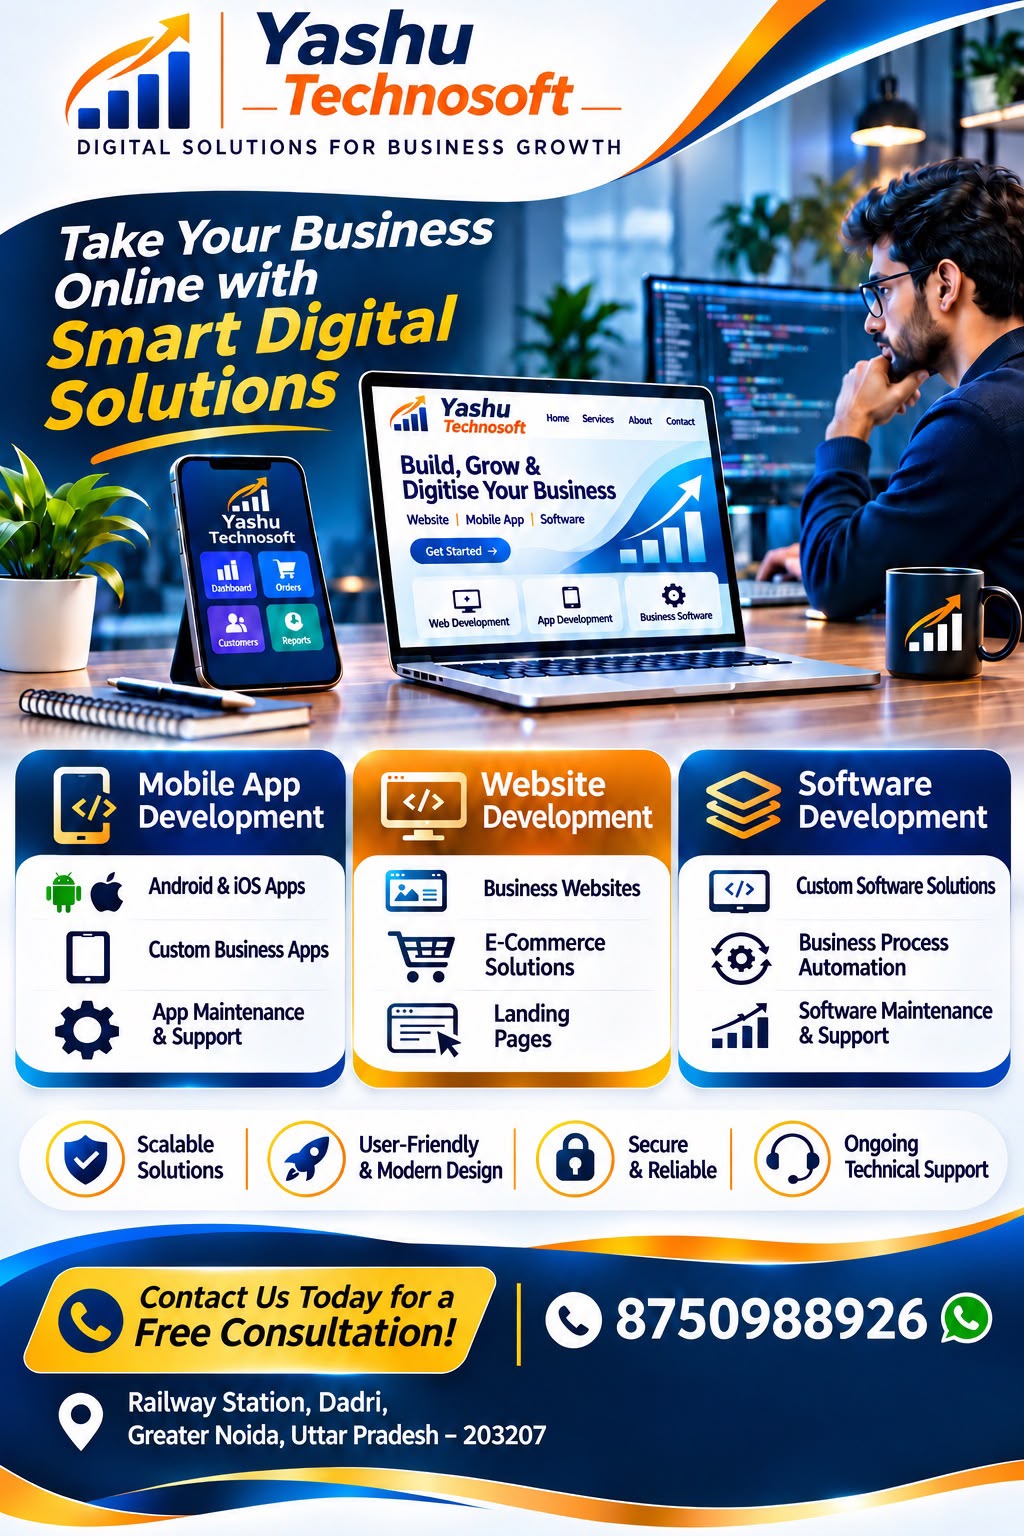 Yashu
Technosoft
DIGITAL SOLUTIONS FOR BUSINESS GROWTH
Take Your Business
Online with
Smart Digital
Solutions
Yashu
Technosoft
Dashboard
Orders
Customers
Reports
Yashu
Technosoft
Home Services About Contact
Build, Grow &
Digitise Your Business
Website | Mobile App | Software
Get Started →
Web Development
App Development
Business Software
Mobile App
Development
Android & iOS Apps
Custom Business Apps
App Maintenance
& Support
Website
Development
Business Websites
E-Commerce
Solutions
Landing
Pages
Software
Development
Custom Software Solutions
Business Process
Automation
Software Maintenance
& Support
Scalable
Solutions
User-Friendly
& Modern Design
Secure
& Reliable
Ongoing
Technical Support
Contact Us Today for a
Free Consultation!
8750988926
Railway Station, Dadri,
Greater Noida, Uttar Pradesh – 203207